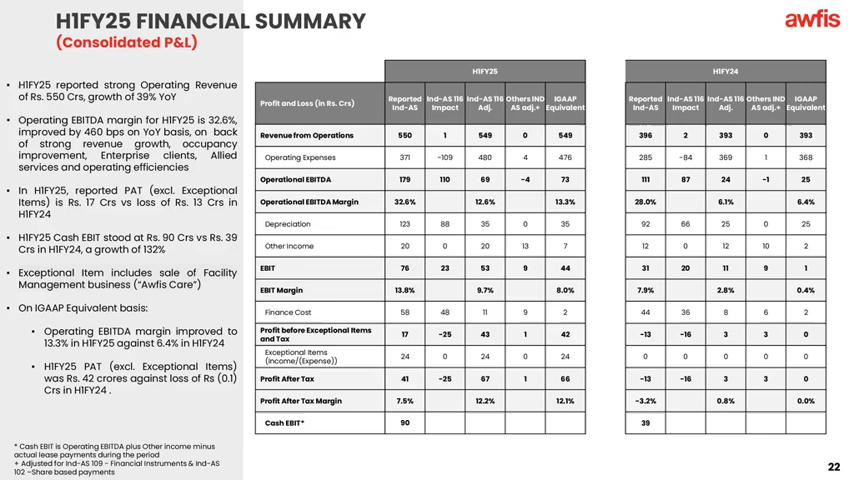 H1FY25 FINANCIAL SUMMARY
(Consolidated P&L)
awfis
• H1FY25 reported strong Operating Revenue
of Rs. 550 Crs, growth of 39% YoY
• Operating EBITDA margin for H1FY25 is 32.6%,
improved by 460 bps on YoY basis, on back
of strong revenue growth, occupancy
improvement, Enterprise clients, Allied
services and operating efficiencies
• In H1FY25, reported PAT (excl. Exceptional
Items) is Rs. 17 Crs vs loss of Rs. 13 Crs in
H1FY24
• H1FY25 Cash EBIT stood at Rs. 90 Crs vs Rs. 39
Crs in H1FY24, a growth of 132%
• Exceptional Item includes sale of Facility
Management business ("Awfis Care")
• On IGAAP Equivalent basis:
• Operating EBITDA margin improved to
13.3% in H1FY25 against 6.4% in H1FY24
• H1FY25 PAT (excl. Exceptional Items)
was Rs. 42 crores against loss of Rs (0.1)
Crs in H1FY24 .
* Cash EBIT is Operating EBITDA plus Other income minus
actual lease payments during the period
+ Adjusted for Ind-AS 109 - Financial Instruments & Ind-AS
102 –Share based payments
H1FY25 H1FY24
Profit and Loss (in Rs. Crs) Reported Ind-AS Ind-AS 116 Impact Ind-AS 116 Adj. Others IND AS adj.+ IGAAP Equivalent Reported Ind-AS Ind-AS 116 Impact Ind-AS 116 Adj. Others IND AS adj.+ IGAAP Equivalent
Revenue from Operations 550 1 549 0 549 396 2 393 0 393
Operating Expenses 371 -109 480 4 476 285 -84 369 1 368
Operational EBITDA 179 110 69 -4 73 111 87 24 -1 25
Operational EBITDA Margin 32.6% 12.6% 13.3% 28.0% 6.1% 6.4%
Depreciation 123 88 35 0 35 92 66 25 0 25
Other Income 20 0 20 13 7 12 0 12 10 2
EBIT 76 23 53 9 44 31 20 11 9 1
EBIT Margin 13.8% 9.7% 8.0% 7.9% 2.8% 0.4%
Finance Cost 58 48 11 9 2 44 36 8 6 2
Profit before Exceptional Items
and Tax 17 -25 43 1 42 -13 -16 3 3 0
Exceptional Items
(Income/(Expense)) 24 0 24 0 24 0 0 0 0 0
Profit After Tax 41 -25 67 1 66 -13 -16 3 3 0
Profit After Tax Margin 7.5% 12.2% 12.1% -3.2% 0.8% 0.0%
Cash EBIT* 90 39
22